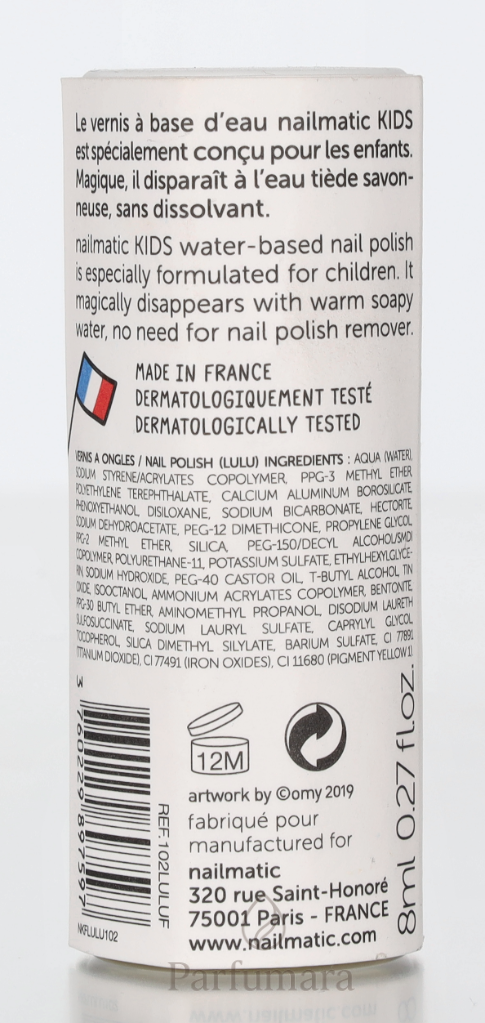 Le vernis à base d'eau nailmatic KIDS
est spécialement conçu pour les enfants.
Magique, il disparaît à l'eau tiède savon-
neuse, sans dissolvant.
nailmatic KIDS water-based nail polish
is especially formulated for children. It
magically disappears with warm soapy
water, no need for nail polish remover.
MADE IN FRANCE
DERMATOLOGIQUEMENT TESTÉ
DERMATOLOGICALLY TESTED
VERNIS A ONGLES / NAIL POLISH (LULU) INGREDIENTS : AQUA (WATER),
SODIUM STYRENE/ACRYLATES COPOLYMER, PPG-3 METHYL ETHER,
POLYETHYLENE TEREPHTHALATE, CALCIUM ALUMINUM BOROSILICATE,
PHENOXYETHANOL DISILOXANE, SODIUM BICARBONATE, HECTORITE,
SODIUM DEHYDROACETATE, PEG-12 DIMETHICONE, PROPYLENE GLYCOL,
PPG-2 METHYL ETHER, SILICA, PEG-150/DECYL ALCOHOL/SMDI
COPOLYMER, POLYURETHANE-11, POTASSIUM SULFATE, ETHYLHEXYLGLYCE-
RIN, SODIUM HYDROXIDE, PEG-40 CASTOR OIL, T-BUTYL ALCOHOL TIN
OXIDE, ISOOCTANOL, AMMONIUM ACRYLATES COPOLYMER, BENTONITE,
PPG-30 BUTYL ETHER, AMINOMETHYL PROPANOL, DISODIUM LAURETH
SULFOSUCCINATE, SODIUM LAURYL SULFATE, CAPRYLYL GLYCOL,
TOCOPHEROL, SILICA DIMETHYL SILYLATE, BARIUM SULFATE, CI 77891
(TITANIUM DIOXIDE), CI 77491 (IRON OXIDES), CI 11680 (PIGMENT YELLOW 1)
3 760229 897597
NKFLULU102
REF.102LULUF
12M
artwork by ©omy 2019
fabriqué pour
manufactured for
nailmatic
320 rue Saint-Honoré
75001 Paris - FRANCE
www.nailmatic.com
8ml 0.27 fl.oz.
Parfumara
www.nailmatic.com